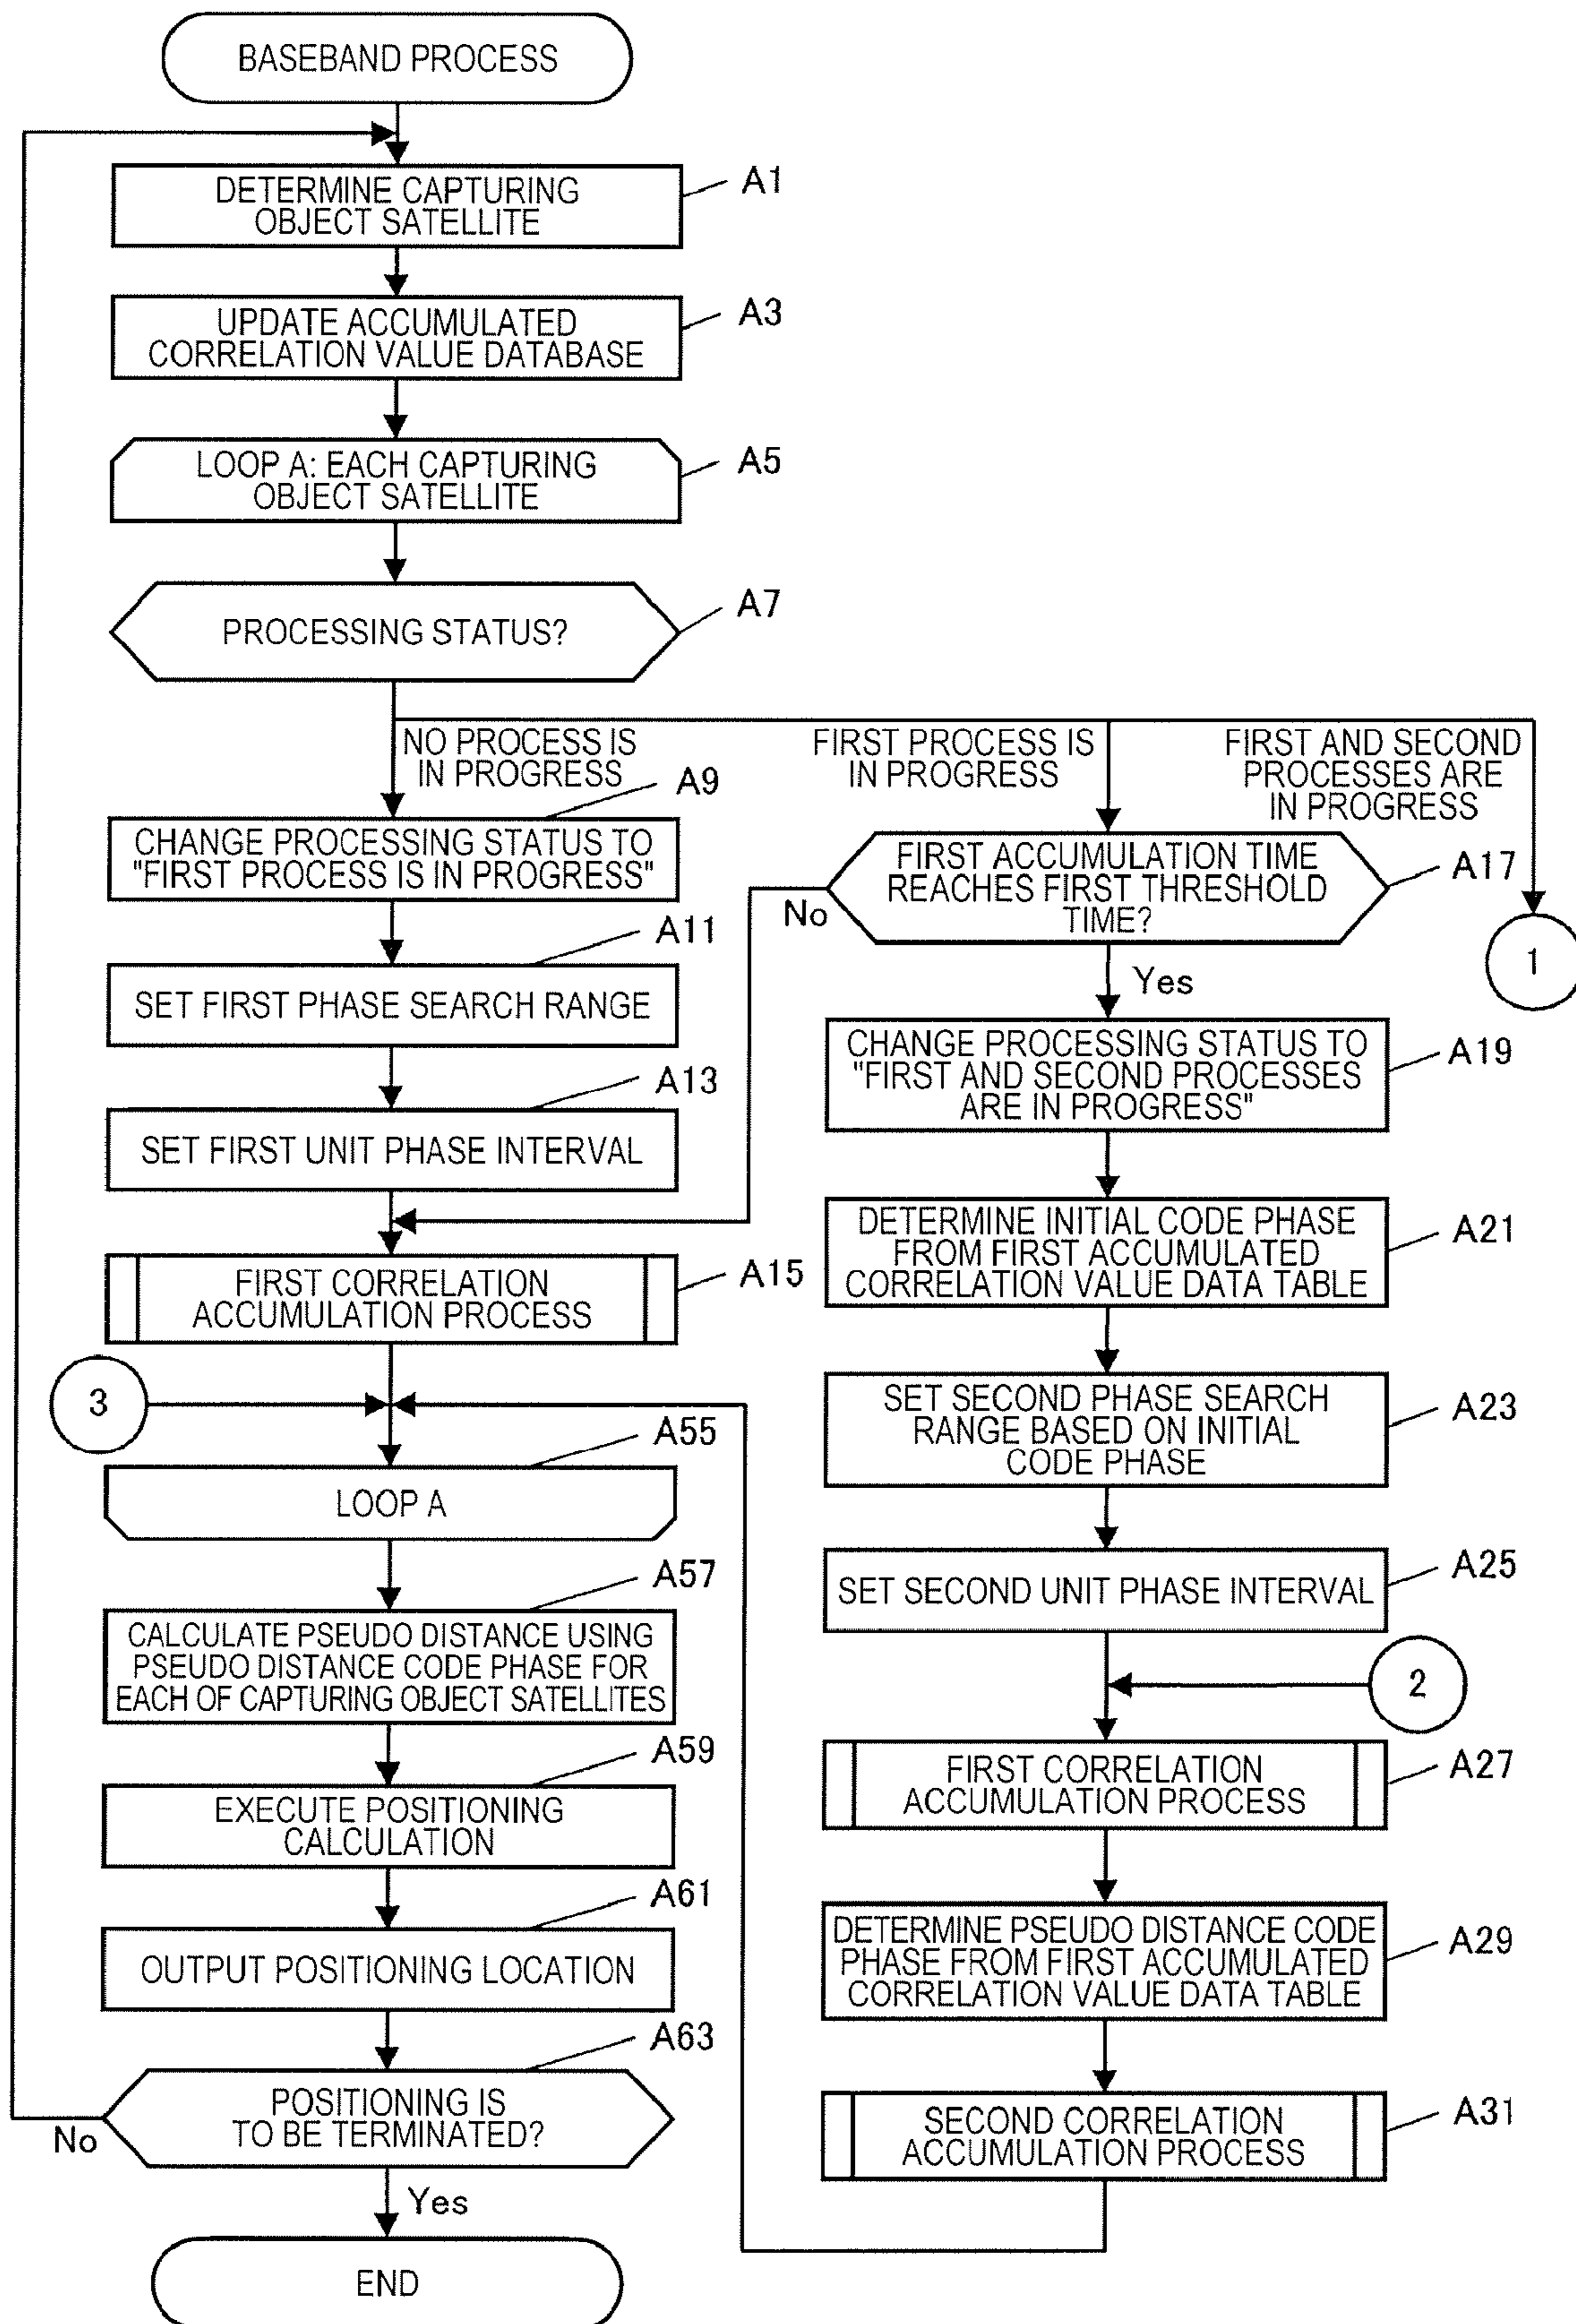 BASEBAND PROCESS
DETERMINE CAPTURING
OBJECT SATELLITE
A1
UPDATE ACCUMULATED
CORRELATION VALUE DATABASE
A3
LOOP A: EACH CAPTURING
OBJECT SATELLITE
A5
PROCESSING STATUS?
A7
NO PROCESS IS
IN PROGRESS
FIRST PROCESS IS
IN PROGRESS
FIRST AND SECOND
PROCESSES ARE
IN PROGRESS
CHANGE PROCESSING STATUS TO
"FIRST PROCESS IS IN PROGRESS"
A9
SET FIRST PHASE SEARCH RANGE
A11
SET FIRST UNIT PHASE INTERVAL
A13
FIRST CORRELATION
ACCUMULATION PROCESS
A15
FIRST ACCUMULATION TIME
REACHES FIRST THRESHOLD
TIME?
A17
No
Yes
1
CHANGE PROCESSING STATUS TO
"FIRST AND SECOND PROCESSES
ARE IN PROGRESS"
A19
DETERMINE INITIAL CODE PHASE
FROM FIRST ACCUMULATED
CORRELATION VALUE DATA TABLE
A21
SET SECOND PHASE SEARCH
RANGE BASED ON INITIAL
CODE PHASE
A23
SET SECOND UNIT PHASE INTERVAL
A25
2
FIRST CORRELATION
ACCUMULATION PROCESS
A27
DETERMINE PSEUDO DISTANCE CODE
PHASE FROM FIRST ACCUMULATED
CORRELATION VALUE DATA TABLE
A29
SECOND CORRELATION
ACCUMULATION PROCESS
A31
3
LOOP A
A55
CALCULATE PSEUDO DISTANCE USING
PSEUDO DISTANCE CODE PHASE FOR
EACH OF CAPTURING OBJECT SATELLITES
A57
EXECUTE POSITIONING
CALCULATION
A59
OUTPUT POSITIONING LOCATION
A61
POSITIONING IS
TO BE TERMINATED?
A63
No
Yes
END